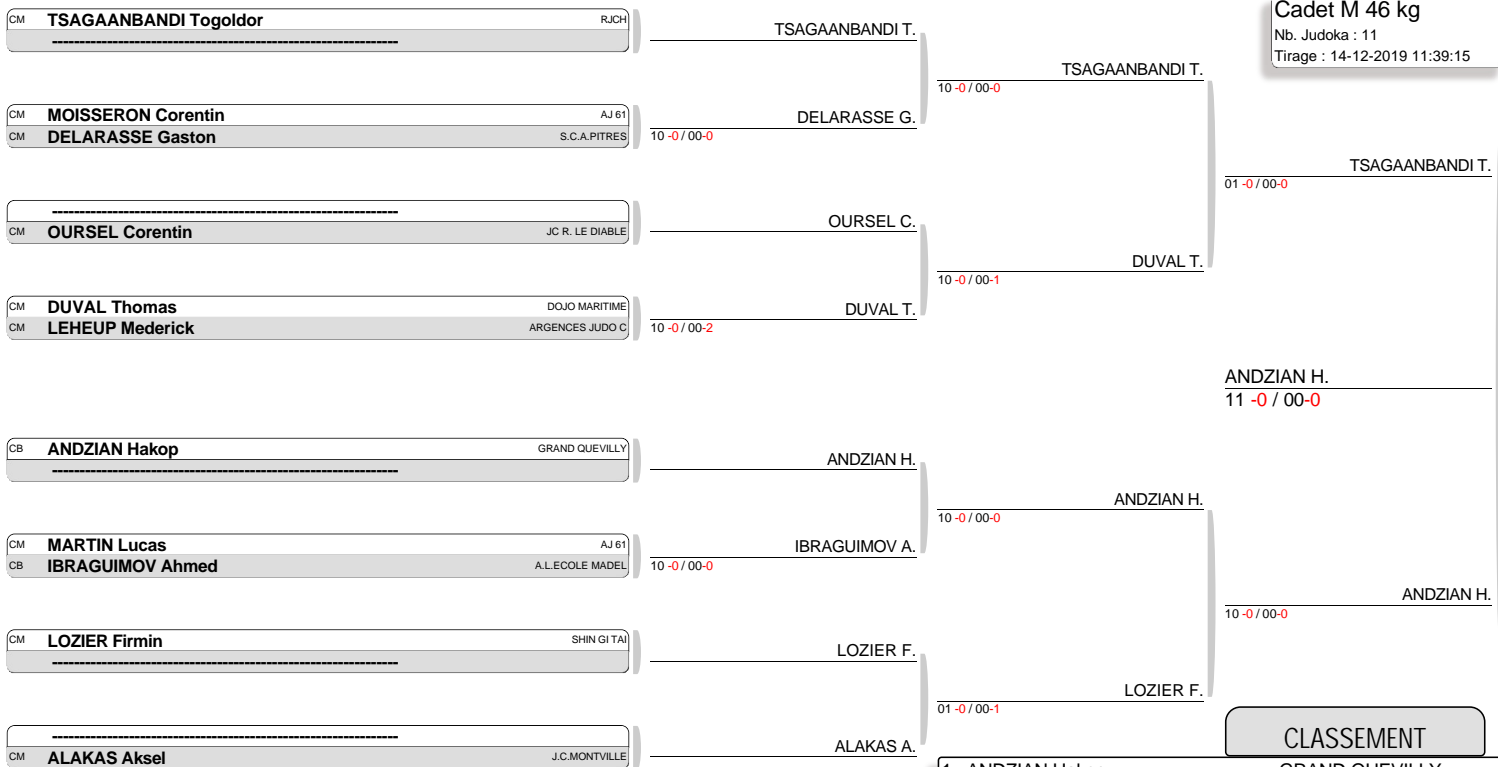 Cadet M 46 kg
Nb. Judoka : 11
Tirage : 14-12-2019 11:39:15
CM TSAGAANBANDI Togoldor RJCH
----------------------------------------------------------------
CM MOISSERON Corentin AJ 61
CM DELARASSE Gaston S.C.A.PITRES
----------------------------------------------------------------
CM OURSEL Corentin JC R. LE DIABLE
CM DUVAL Thomas DOJO MARITIME
CM LEHEUP Mederick ARGENCES JUDO C
CB ANDZIAN Hakop GRAND QUEVILLY
----------------------------------------------------------------
CM MARTIN Lucas AJ 61
CB IBRAGUIMOV Ahmed A.L.ECOLE MADEL
CM LOZIER Firmin SHIN GI TAI
----------------------------------------------------------------
----------------------------------------------------------------
CM ALAKAS Aksel J.C.MONTVILLE
TSAGAANBANDI T.
DELARASSE G.
10 -0 / 00-0
OURSEL C.
DUVAL T.
10 -0 / 00-2
ANDZIAN H.
IBRAGUIMOV A.
10 -0 / 00-0
LOZIER F.
ALAKAS A.
TSAGAANBANDI T.
10 -0 / 00-0
DUVAL T.
10 -0 / 00-1
ANDZIAN H.
10 -0 / 00-0
LOZIER F.
01 -0 / 00-1
TSAGAANBANDI T.
01 -0 / 00-0
ANDZIAN H.
11 -0 / 00-0
ANDZIAN H.
10 -0 / 00-0
CLASSEMENT
1 ANDZIAN Hakop GRAND QUEVILLY